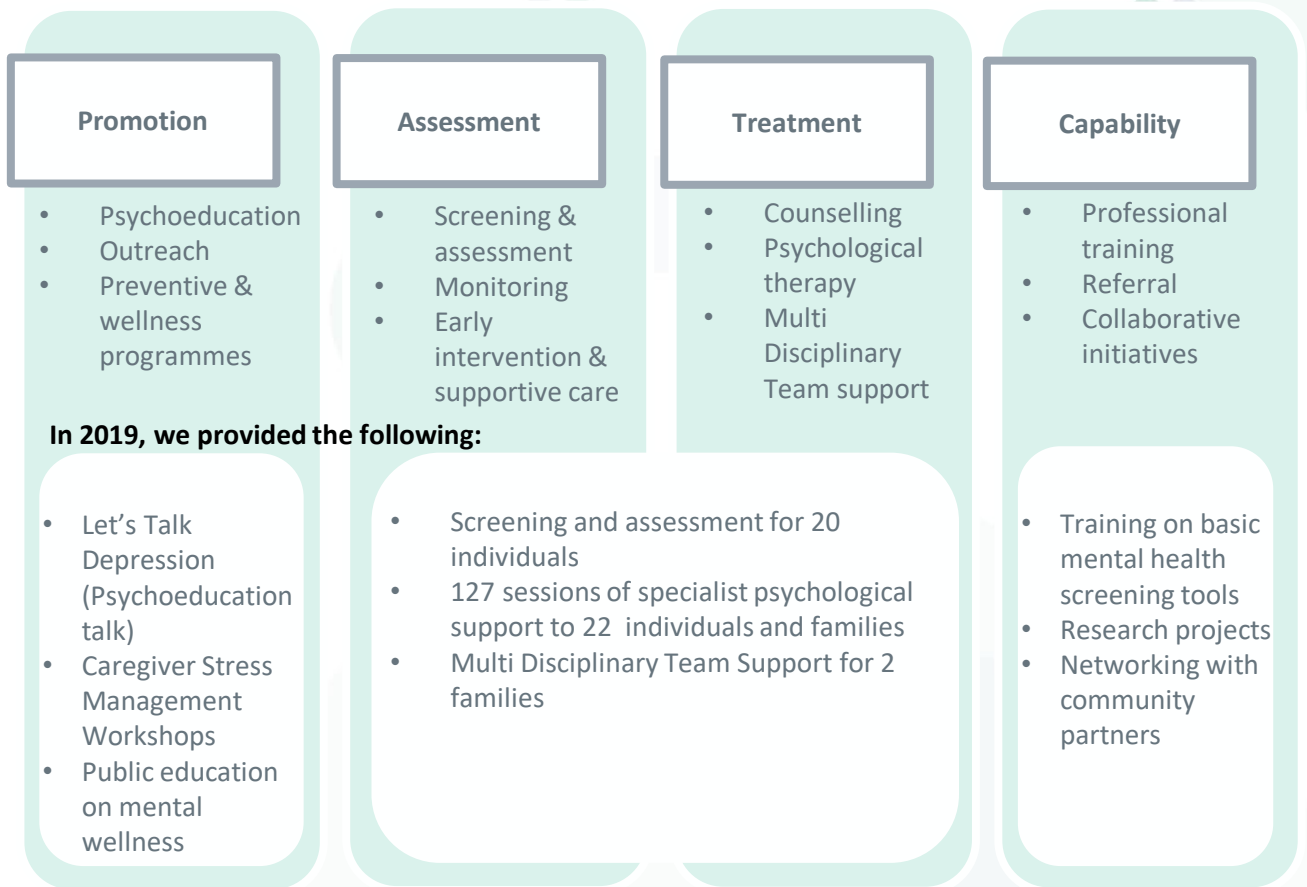 Promotion
• Psychoeducation
• Outreach
• Preventive &
wellness
programmes
Assessment
• Screening &
assessment
• Monitoring
• Early
intervention &
supportive care
Treatment
• Counselling
• Psychological
therapy
• Multi
Disciplinary
Team support
Capability
• Professional
training
• Referral
• Collaborative
initiatives
In 2019, we provided the following:
• Let’s Talk
Depression
(Psychoeducation
talk)
• Caregiver Stress
Management
Workshops
• Public education
on mental
wellness
• Screening and assessment for 20
individuals
• 127 sessions of specialist psychological
support to 22 individuals and families
• Multi Disciplinary Team Support for 2
families
• Training on basic
mental health
screening tools
• Research projects
• Networking with
community
partners